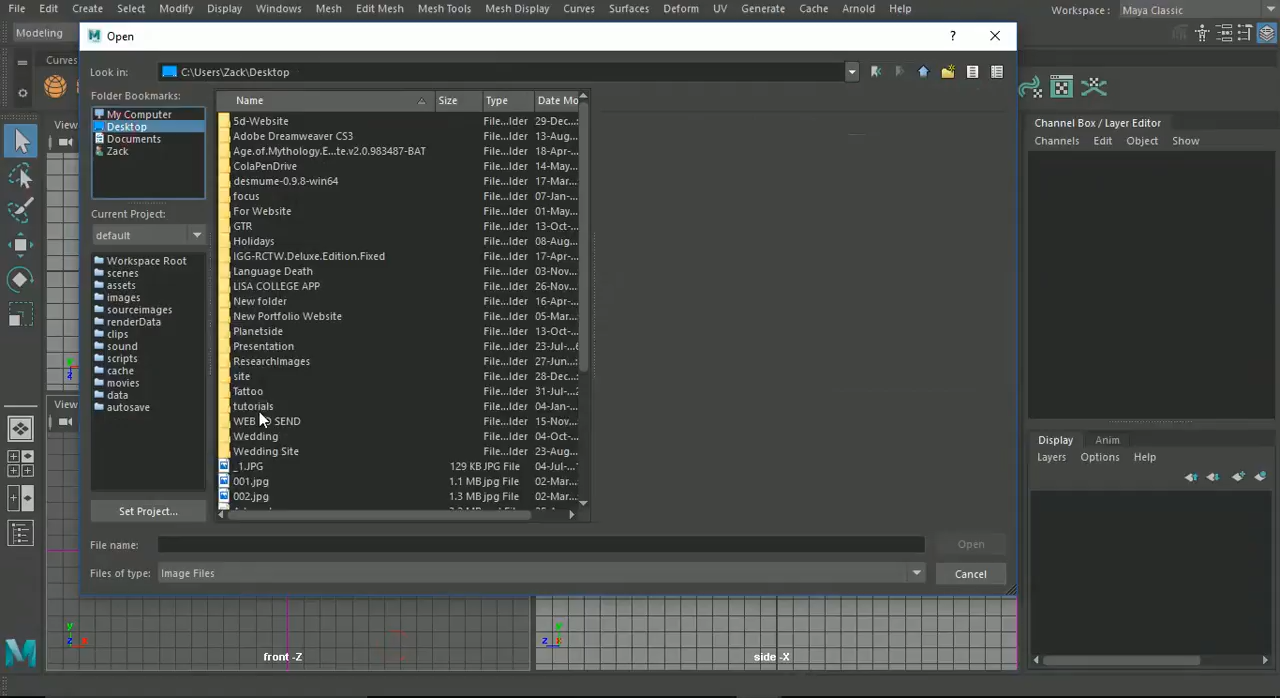 File Edit Create Select Modify Display Windows Mesh Edit Mesh Mesh Tools Mesh Display Curves Surfaces Deform UV Generate Cache Arnold Help Workspace : Maya Classic
Modeling
Open ?
Curves
Look in: C:\Users\Zack\Desktop
Folder Bookmarks:
My Computer
Desktop
Documents
Zack
Current Project:
default
Workspace Root
scenes
assets
images
sourceimages
renderData
clips
sound
scripts
cache
movies
data
autosave
Set Project...
Name Size Type Date Mo
5d-Website File...lder 29-Dec...
Adobe Dreamweaver CS3 File...lder 13-Aug...
Age.of.Mythology.E...te.v2.0.983487-BAT File...lder 18-Apr-...
ColaPenDrive File...lder 14-May...
desmume-0.9.8-win64 File...lder 17-Mar...
focus File...lder 07-Jan-...
For Website File...lder 01-May...
GTR File...lder 13-Oct-...
Holidays File...lder 08-Aug...
IGG-RCTW.Deluxe.Edition.Fixed File...lder 17-Apr-...
Language Death File...lder 03-Nov...
LISA COLLEGE APP File...lder 26-Nov...
New folder File...lder 16-Apr-...
New Portfolio Website File...lder 05-Mar...
Planetside File...lder 13-Oct-...
Presentation File...lder 23-Jul-...
ResearchImages File...lder 27-Jun...
site File...lder 28-Dec...
Tattoo File...lder 31-Jul-...
tutorials File...lder 04-Jan-...
WEB SEND File...lder 15-Nov...
Wedding File...lder 04-Oct-...
Wedding Site File...lder 23-Aug...
_1.JPG 129 KB JPG File 04-Jul-...
001.jpg 1.1 MB jpg File 02-Mar...
002.jpg 1.3 MB jpg File 02-Mar...
File name: Open
Files of type: Image Files Cancel
View
View
front -Z
side -X
Channel Box / Layer Editor
Channels Edit Object Show
Display Anim
Layers Options Help